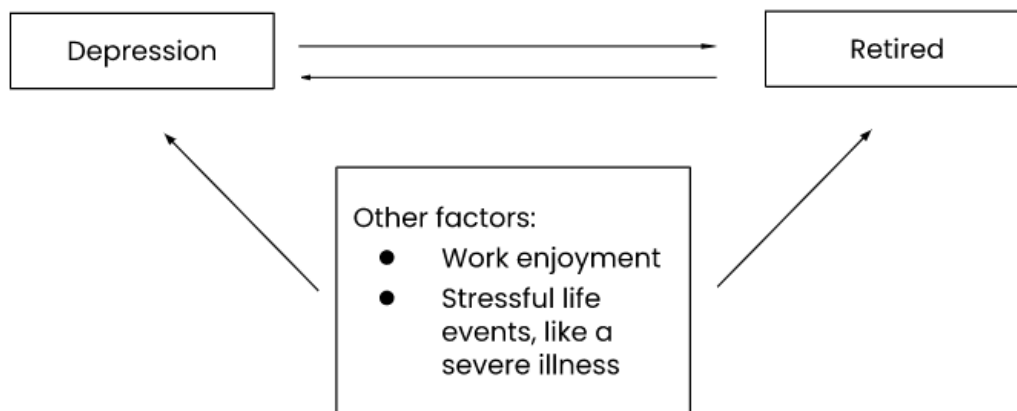 Depression
Retired
Other factors:
● Work enjoyment
● Stressful life
events, like a
severe illness